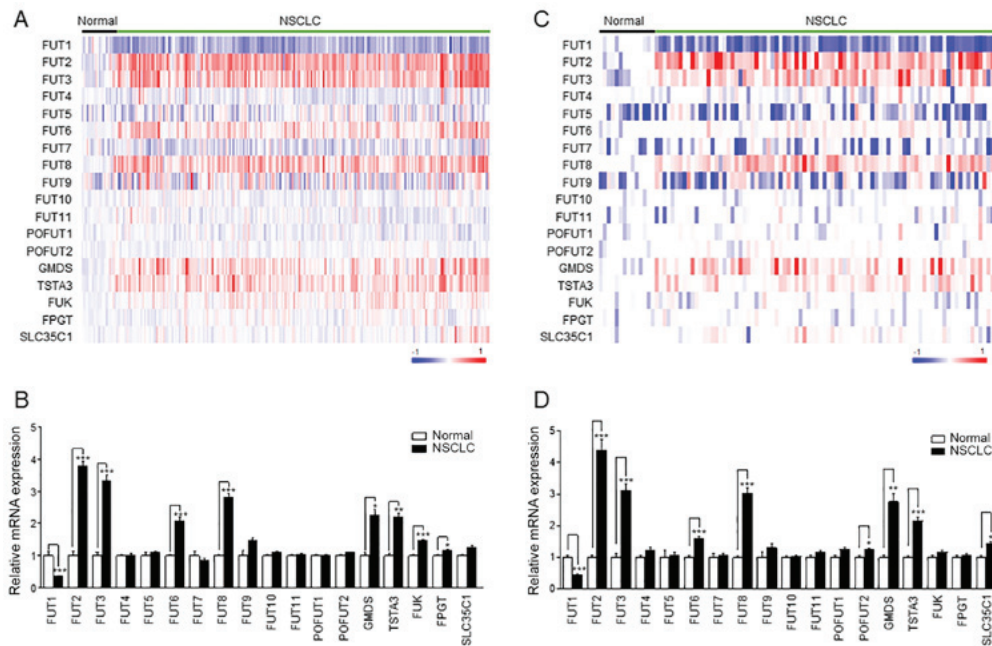 A
Normal NSCLC
FUT1
FUT2
FUT3
FUT4
FUT5
FUT6
FUT7
FUT8
FUT9
FUT10
FUT11
POFUT1
POFUT2
GMDS
TSTA3
FUK
FPGT
SLC35C1
-1 1
B
Relative mRNA expression
5
4
3
2
1
0
Normal
NSCLC
***
***
***
***
***
*
**
***
*
FUT1 FUT2 FUT3 FUT4 FUT5 FUT6 FUT7 FUT8 FUT9 FUT10 FUT11 POFUT1 POFUT2 GMDS TSTA3 FUK FPGT SLC35C1
C
Normal NSCLC
FUT1
FUT2
FUT3
FUT4
FUT5
FUT6
FUT7
FUT8
FUT9
FUT10
FUT11
POFUT1
POFUT2
GMDS
TSTA3
FUK
FPGT
SLC35C1
-1 1
D
Relative mRNA expression
5
4
3
2
1
0
Normal
NSCLC
***
***
***
***
***
*
**
***
*
FUT1 FUT2 FUT3 FUT4 FUT5 FUT6 FUT7 FUT8 FUT9 FUT10 FUT11 POFUT1 POFUT2 GMDS TSTA3 FUK FPGT SLC35C1